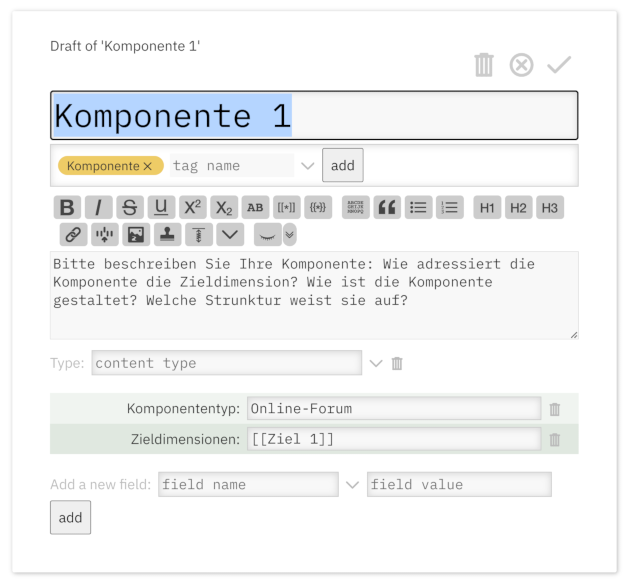 Draft of 'Komponente 1'
Komponente 1
Komponente × tag name add
B I S U X² X₂ AB [[*]] {{*}} H1 H2 H3
Bitte beschreiben Sie Ihre Komponente: Wie adressiert die
Komponente die Zieldimension? Wie ist die Komponente
gestaltet? Welche Strunktur weist sie auf?
Type: content type
Komponententyp: Online-Forum
Zieldimensionen: [[Ziel 1]]
Add a new field: field name field value
add